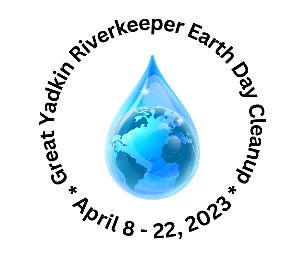 Great Yadkin Riverkeeper Earth Day Cleanup
* April 8 - 22, 2023 *